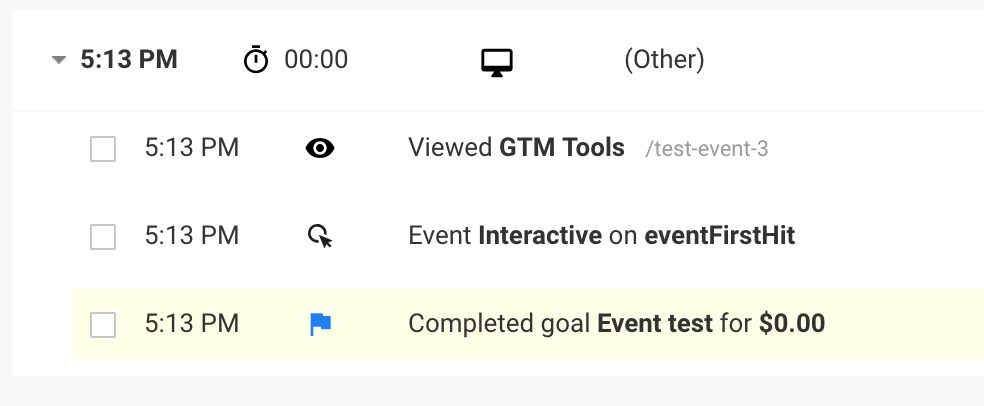 5:13 PM 00:00 (Other)
5:13 PM Viewed GTM Tools /test-event-3
5:13 PM Event Interactive on eventFirstHit
5:13 PM Completed goal Event test for $0.00